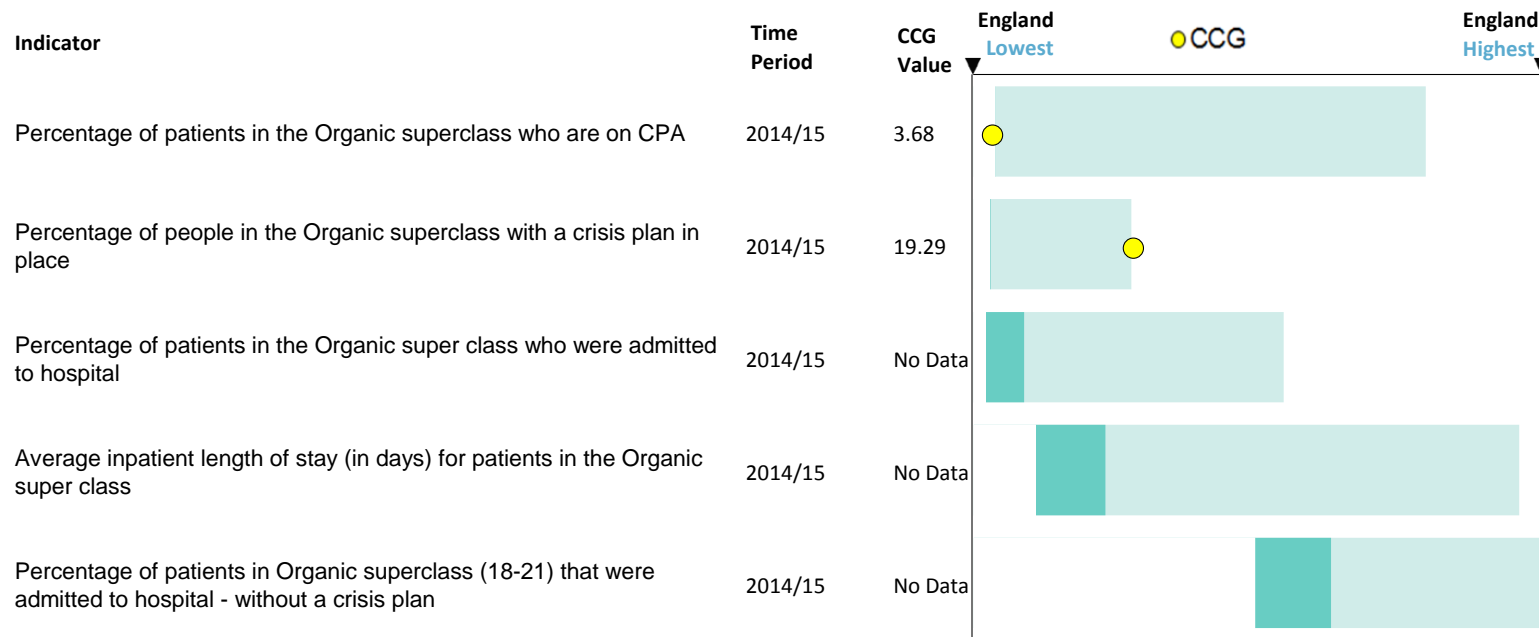 Indicator
Time
Period
CCG
Value
England
Lowest
CCG
England
Highest
Percentage of patients in the Organic superclass who are on CPA
2014/15
3.68
Percentage of people in the Organic superclass with a crisis plan in
place
2014/15
19.29
Percentage of patients in the Organic super class who were admitted
to hospital
2014/15
No Data
Average inpatient length of stay (in days) for patients in the Organic
super class
2014/15
No Data
Percentage of patients in Organic superclass (18-21) that were
admitted to hospital - without a crisis plan
2014/15
No Data